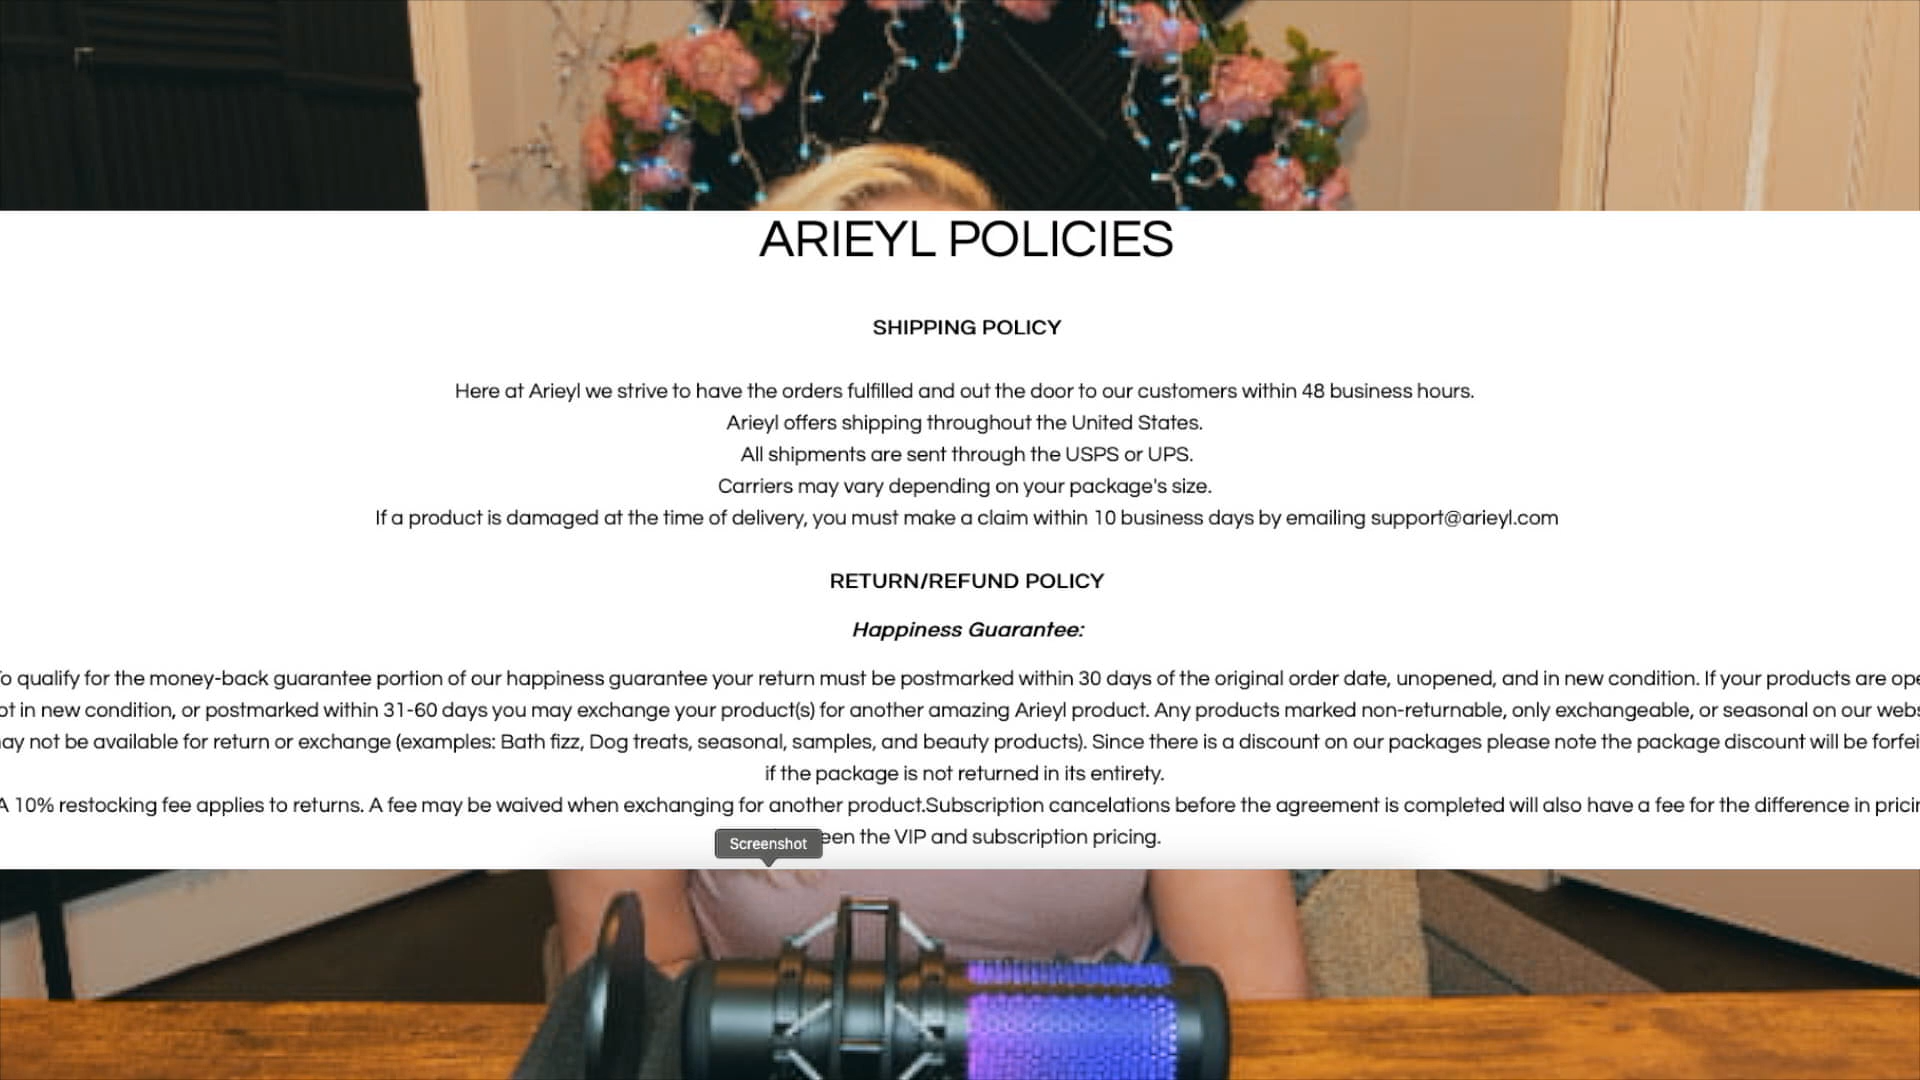 ARIEYL POLICIES
SHIPPING POLICY
Here at Arieyl we strive to have the orders fulfilled and out the door to our customers within 48 business hours.
Arieyl offers shipping throughout the United States.
All shipments are sent through the USPS or UPS.
Carriers may vary depending on your package's size.
If a product is damaged at the time of delivery, you must make a claim within 10 business days by emailing support@arieyl.com
RETURN/REFUND POLICY
Happiness Guarantee:
qualify for the money-back guarantee portion of our happiness guarantee your return must be postmarked within 30 days of the original order date, unopened, and in new condition. If your products are
in new condition, or postmarked within 31-60 days you may exchange your product(s) for another amazing Arieyl product. Any products marked non-returnable, only exchangeable, or seasonal on our
not be available for return or exchange (examples: Bath fizz, Dog treats, seasonal, samples, and beauty products). Since there is a discount on our packages please note the package discount will be
if the package is not returned in its entirety.
A 10% restocking fee applies to returns. A fee may be waived when exchanging for another product.Subscription cancelations before the agreement is completed will also have a fee for the difference in
the VIP and subscription pricing.
Screenshot